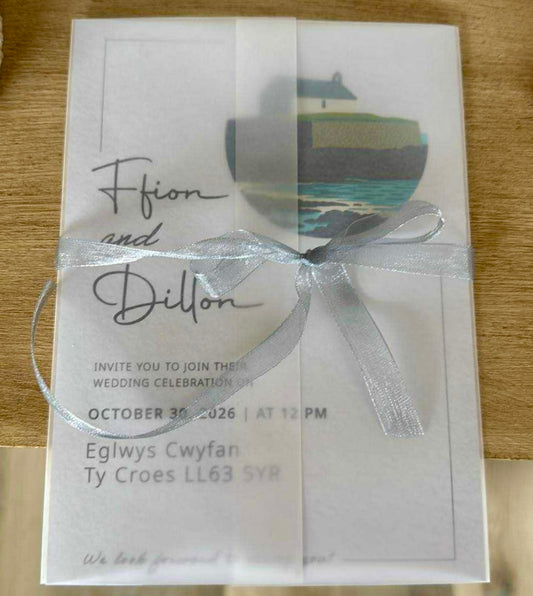 Ffion
and
Dillon
INVITE YOU TO JOIN THEIR
WEDDING CELEBRATION ON
OCTOBER 30, 2026 | AT 12 PM
Eglwys Cwyfan
Ty Croes LL63 5YR
We look forward you!